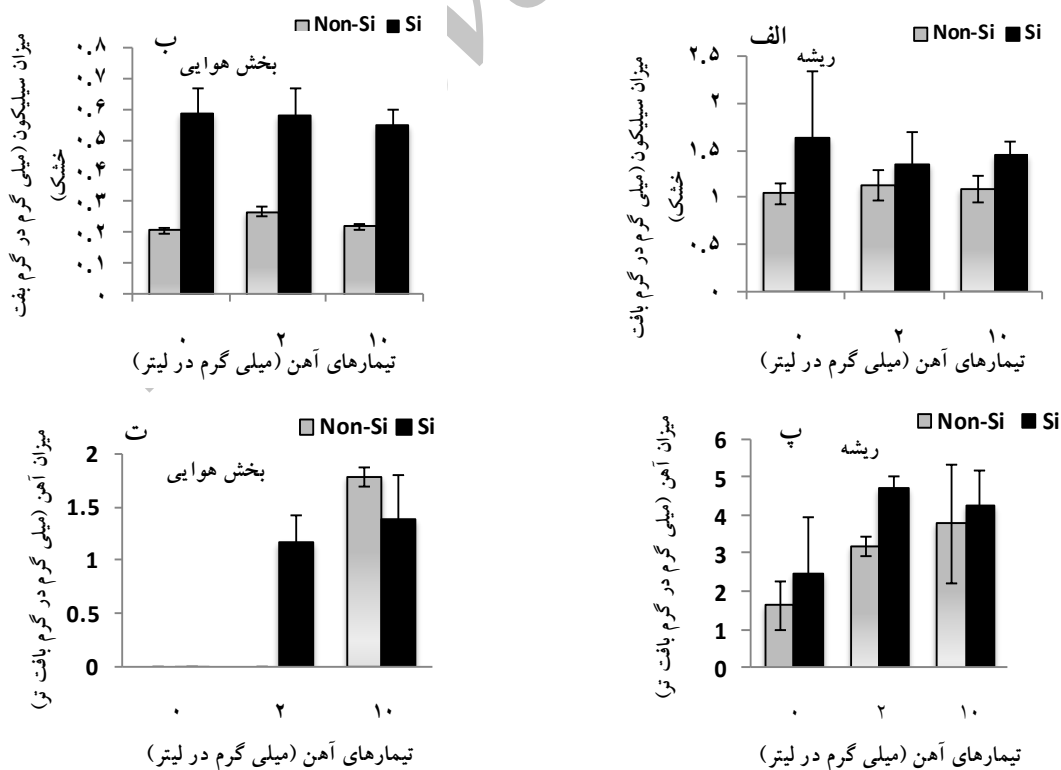 الف
Non-Si Si
ریشه
میزان سیلیکون (میلی گرم در گرم بافت
خشک)
۲.۵
۲
۱.۵
۱
۰.۵
۰
۰ ۲ ۱۰
تیمارهای آهن (میلی گرم در لیتر)
ب
Non-Si Si
بخش هوایی
میزان سیلیکون (میلی گرم در گرم بفت
خشک)
۰.۸
۰.۷
۰.۶
۰.۵
۰.۴
۰.۳
۰.۲
۰.۱
۰
۰ ۲ ۱۰
تیمارهای آهن (میلی گرم در لیتر)
پ
Non-Si Si
ریشه
میزان آهن (میلی گرم در گرم بافت تر)
6
5
4
3
2
1
0
۰ ۲ ۱۰
تیمارهای آهن (میلی گرم در لیتر)
ت
Non-Si Si
بخش هوایی
میزان آهن (میلی گرم در گرم بافت تر)
2
1.5
1
0.5
0
۰ ۲ ۱۰
تیمارهای آهن (میلی گرم در لیتر)